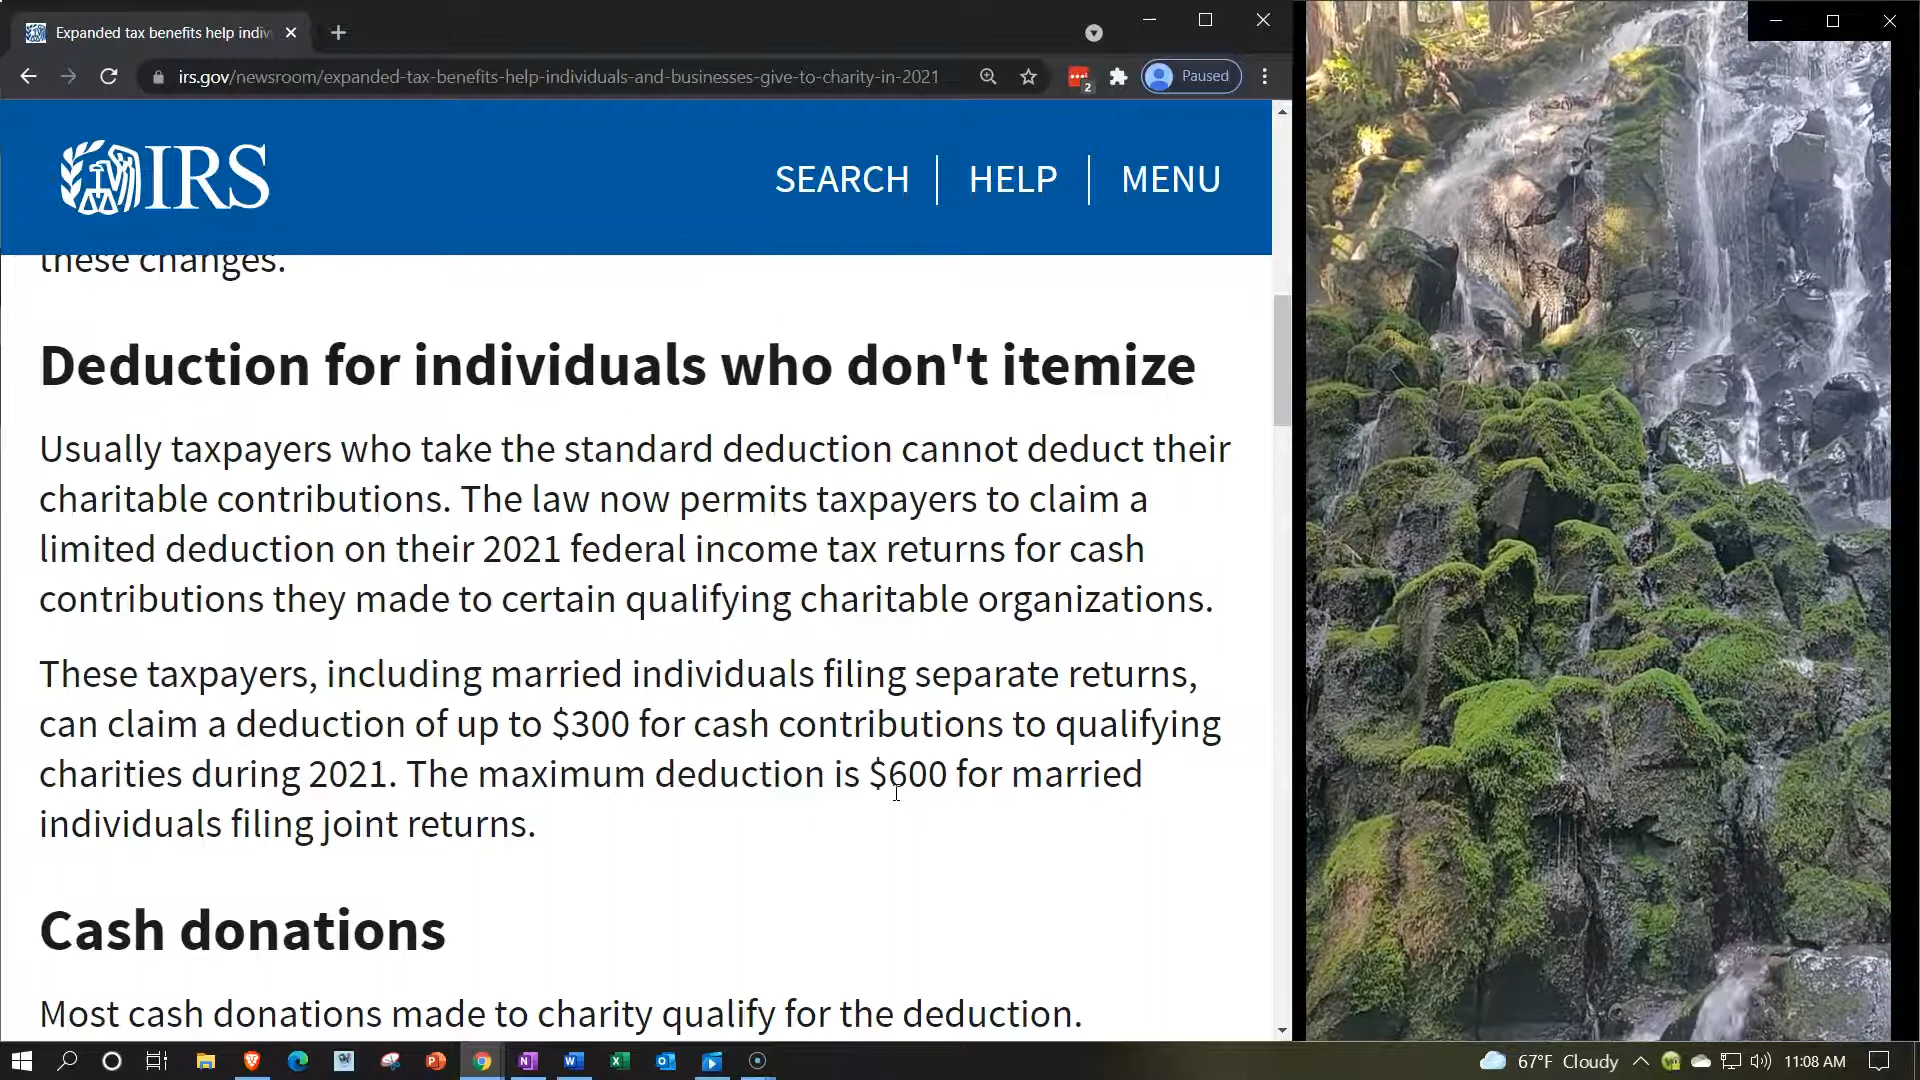 Expanded tax benefits help indiv
irs.gov/newsroom/expanded-tax-benefits-help-individuals-and-businesses-give-to-charity-in-2021
2
Paused
IRS
SEARCH | HELP | MENU
these changes.
Deduction for individuals who don't itemize
Usually taxpayers who take the standard deduction cannot deduct their
charitable contributions. The law now permits taxpayers to claim a
limited deduction on their 2021 federal income tax returns for cash
contributions they made to certain qualifying charitable organizations.
These taxpayers, including married individuals filing separate returns,
can claim a deduction of up to $300 for cash contributions to qualifying
charities during 2021. The maximum deduction is $600 for married
individuals filing joint returns.
Cash donations
Most cash donations made to charity qualify for the deduction.
67°F Cloudy
11:08 AM